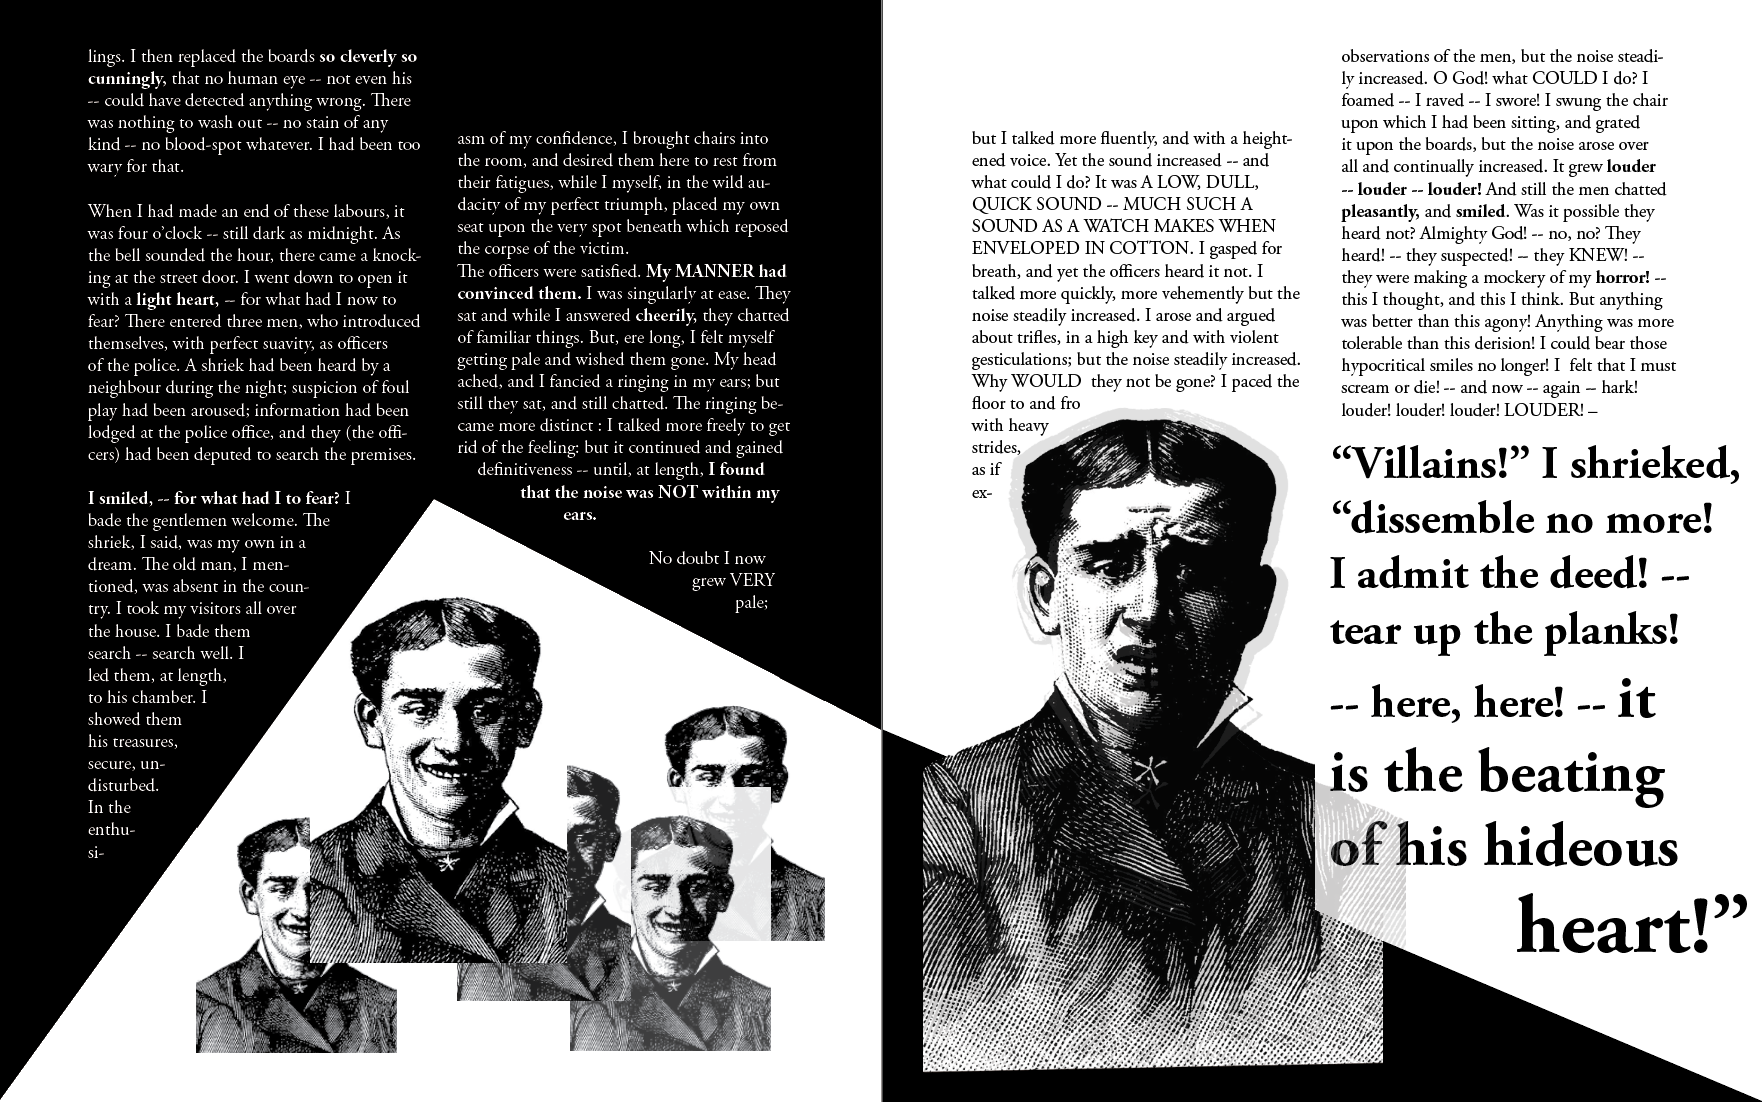 lings. I then replaced the boards so cleverly so
cunningly, that no human eye -- not even his
-- could have detected anything wrong. There
was nothing to wash out -- no stain of any
kind -- no blood-spot whatever. I had been too
wary for that.
When I had made an end of these labours, it
was four o’clock -- still dark as midnight. As
the bell sounded the hour, there came a knock-
ing at the street door. I went down to open it
with a light heart, -- for what had I now to
fear? There entered three men, who introduced
themselves, with perfect suavity, as officers
of the police. A shriek had been heard by a
neighbour during the night; suspicion of foul
play had been aroused; information had been
lodged at the police office, and they (the offi-
cers) had been deputed to search the premises.
I smiled, -- for what had I to fear? I
bade the gentlemen welcome. The
shriek, I said, was my own in a
dream. The old man, I men-
tioned, was absent in the coun-
try. I took my visitors all over
the house. I bade them
search -- search well. I
led them, at length,
to his chamber. I
showed them
his treasures,
secure, un-
disturbed.
In the
enthu-
si-
asm of my confidence, I brought chairs into
the room, and desired them here to rest from
their fatigues, while I myself, in the wild au-
dacity of my perfect triumph, placed my own
seat upon the very spot beneath which reposed
the corpse of the victim.
The officers were satisfied. My MANNER had
convinced them. I was singularly at ease. They
sat and while I answered cheerily, they chatted
of familiar things. But, ere long, I felt myself
getting pale and wished them gone. My head
ached, and I fancied a ringing in my ears; but
still they sat, and still chatted. The ringing be-
came more distinct : I talked more freely to get
rid of the feeling: but it continued and gained
definitiveness -- until, at length, I found
that the noise was NOT within my
ears.
No doubt I now
grew VERY
pale;
but I talked more fluently, and with a height-
ened voice. Yet the sound increased -- and
what could I do? It was A LOW, DULL,
QUICK SOUND -- MUCH SUCH A
SOUND AS A WATCH MAKES WHEN
ENVELOPED IN COTTON. I gasped for
breath, and yet the officers heard it not. I
talked more quickly, more vehemently but the
noise steadily increased. I arose and argued
about trifles, in a high key and with violent
gesticulations; but the noise steadily increased.
Why WOULD  they not be gone? I paced the
floor to and fro
with heavy
strides,
as if
ex-
observations of the men, but the noise steadi-
ly increased. O God! what COULD I do? I
foamed -- I raved -- I swore! I swung the chair
upon which I had been sitting, and grated
it upon the boards, but the noise arose over
all and continually increased. It grew louder
-- louder -- louder! And still the men chatted
pleasantly, and smiled. Was it possible they
heard not? Almighty God! -- no, no? They
heard! -- they suspected! -- they KNEW! --
they were making a mockery of my horror! --
this I thought, and this I think. But anything
was better than this agony! Anything was more
tolerable than this derision! I could bear those
hypocritical smiles no longer! I  felt that I must
scream or die! -- and now -- again -- hark!
louder! louder! louder! LOUDER! –
“Villains!” I shrieked,
“dissemble no more!
I admit the deed! --
tear up the planks!
-- here, here! -- it
is the beating
of his hideous
heart!”